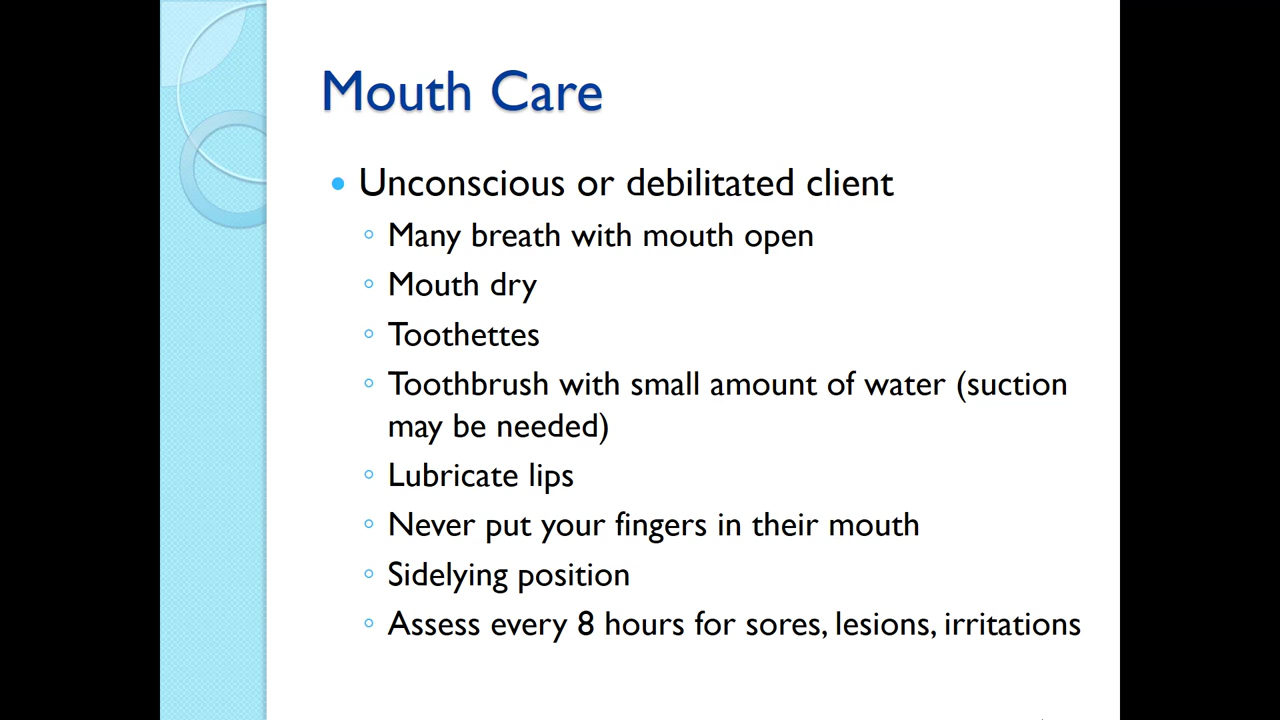 Mouth Care
Unconscious or debilitated client
Many breath with mouth open
Mouth dry
Toothettes
Toothbrush with small amount of water (suction
may be needed)
Lubricate lips
Never put your fingers in their mouth
Sidelying position
Assess every 8 hours for sores, lesions, irritations